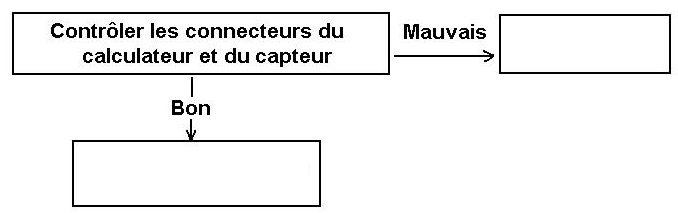 Contrôler les connecteurs du
calculateur et du capteur
Mauvais
Bon